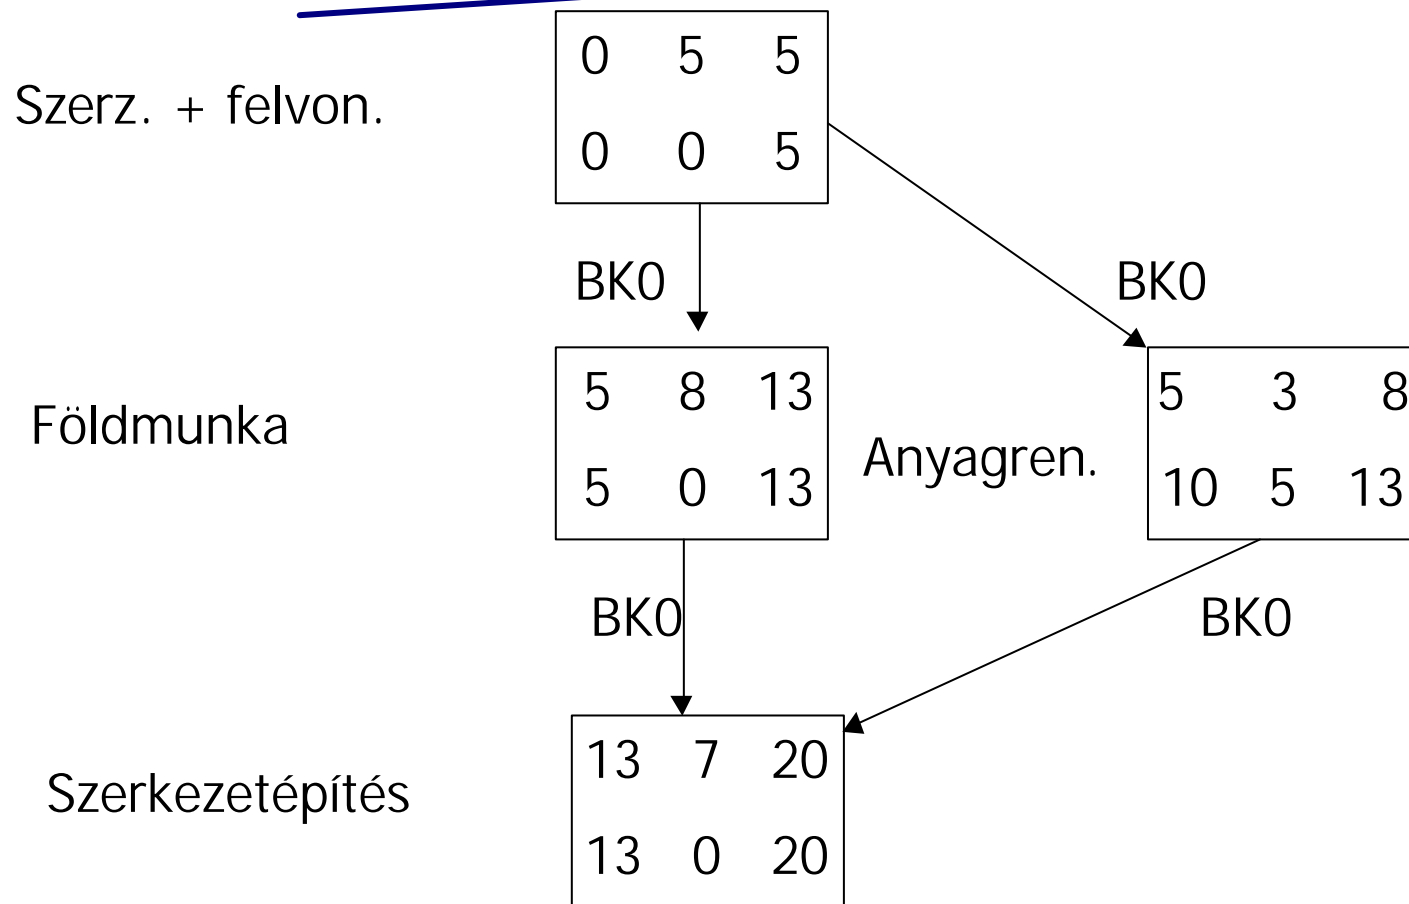 0 5 5
Szerz. + felvon.
0 0 5
BK0 BK0
5 8 13 5 3 8
Földmunka
Anyagren.
5 0 13 10 5 13
BK0 BK0
13 7 20
Szerkezetépítés
13 0 20